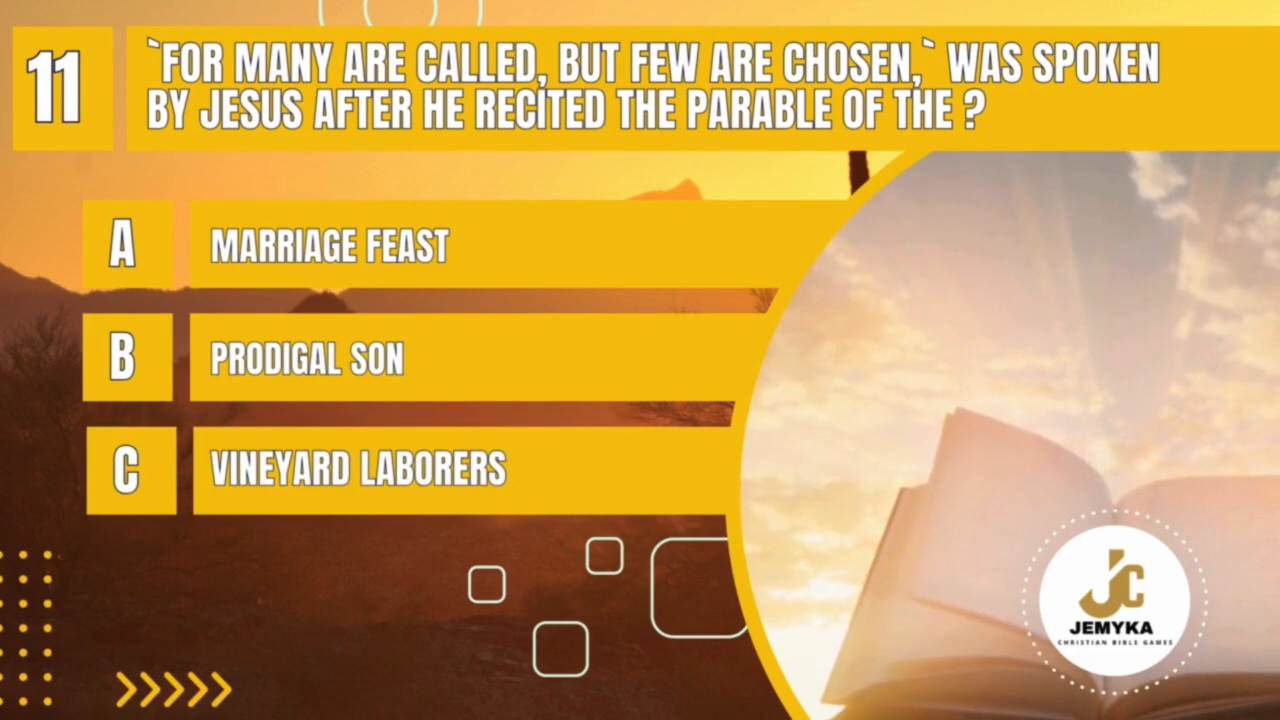 11
`FOR MANY ARE CALLED, BUT FEW ARE CHOSEN,` WAS SPOKEN
BY JESUS AFTER HE RECITED THE PARABLE OF THE ?
A
MARRIAGE FEAST
B
PRODIGAL SON
C
VINEYARD LABORERS
JC
JEMYKA
CHRISTIAN BIBLE GAMES